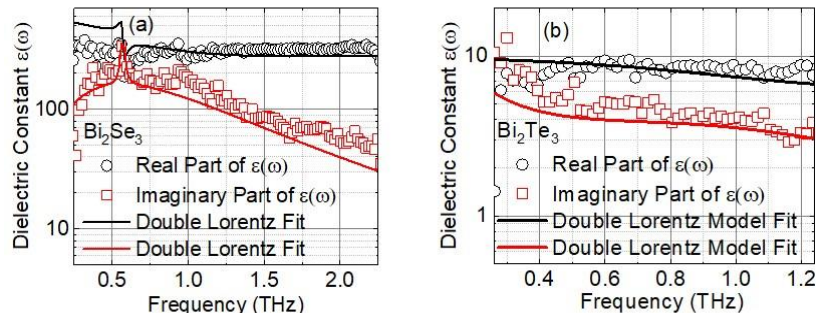 (a)
Dielectric Constant ε(ω)
100
10
Bi₂Se₃
Real Part of ε(ω)
Imaginary Part of ε(ω)
Double Lorentz Fit
Double Lorentz Fit
0.5 1.0 1.5 2.0
Frequency (THz)
(b)
Dielectric Constant ε(ω)
10
1
Bi₂Te₃
Real Part of ε(ω)
Imaginary Part of ε(ω)
Double Lorentz Model Fit
Double Lorentz Model Fit
0.4 0.6 0.8 1.0 1.2
Frequency (THz)